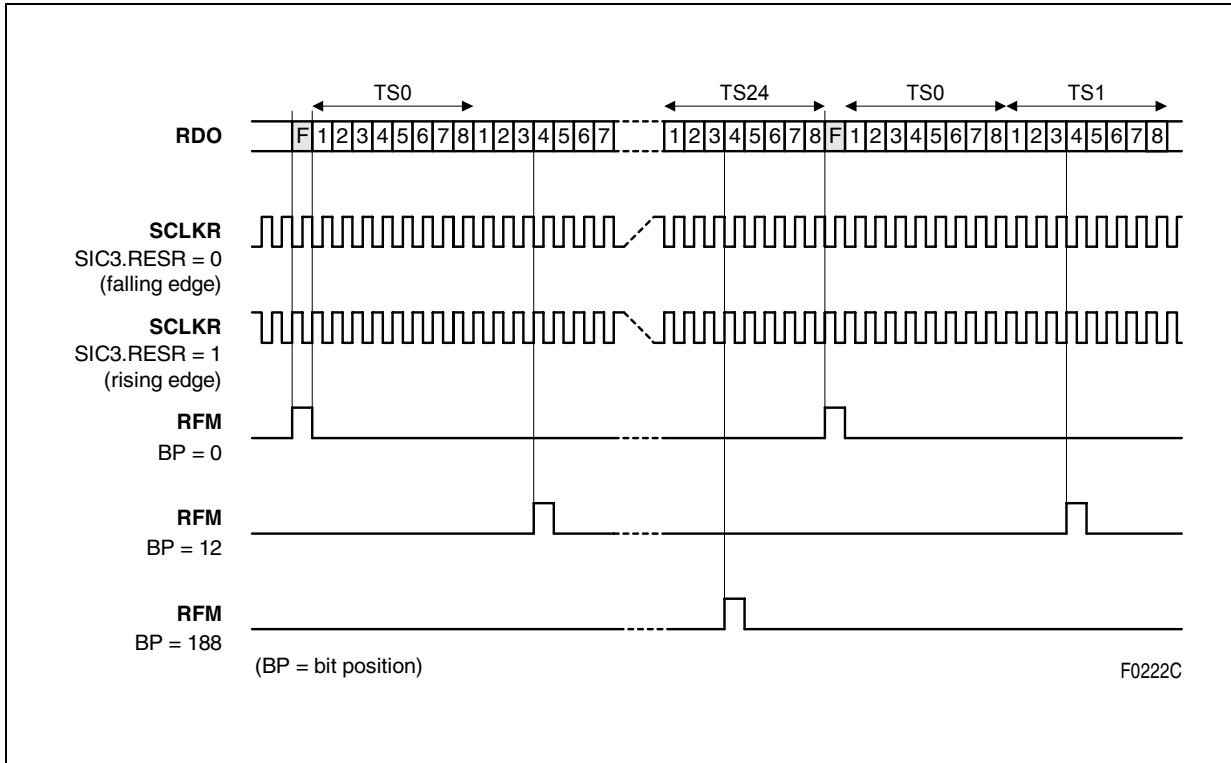 TS0 TS24 TS0 TS1
RDO F 1 2 3 4 5 6 7 8 1 2 3 4 5 6 7 1 2 3 4 5 6 7 8 F 1 2 3 4 5 6 7 8 1 2 3 4 5 6 7 8
SCLKR
SIC3.RESR = 0
(falling edge)
SCLKR
SIC3.RESR = 1
(rising edge)
RFM
BP = 0
RFM
BP = 12
RFM
BP = 188
(BP = bit position)
F0222C